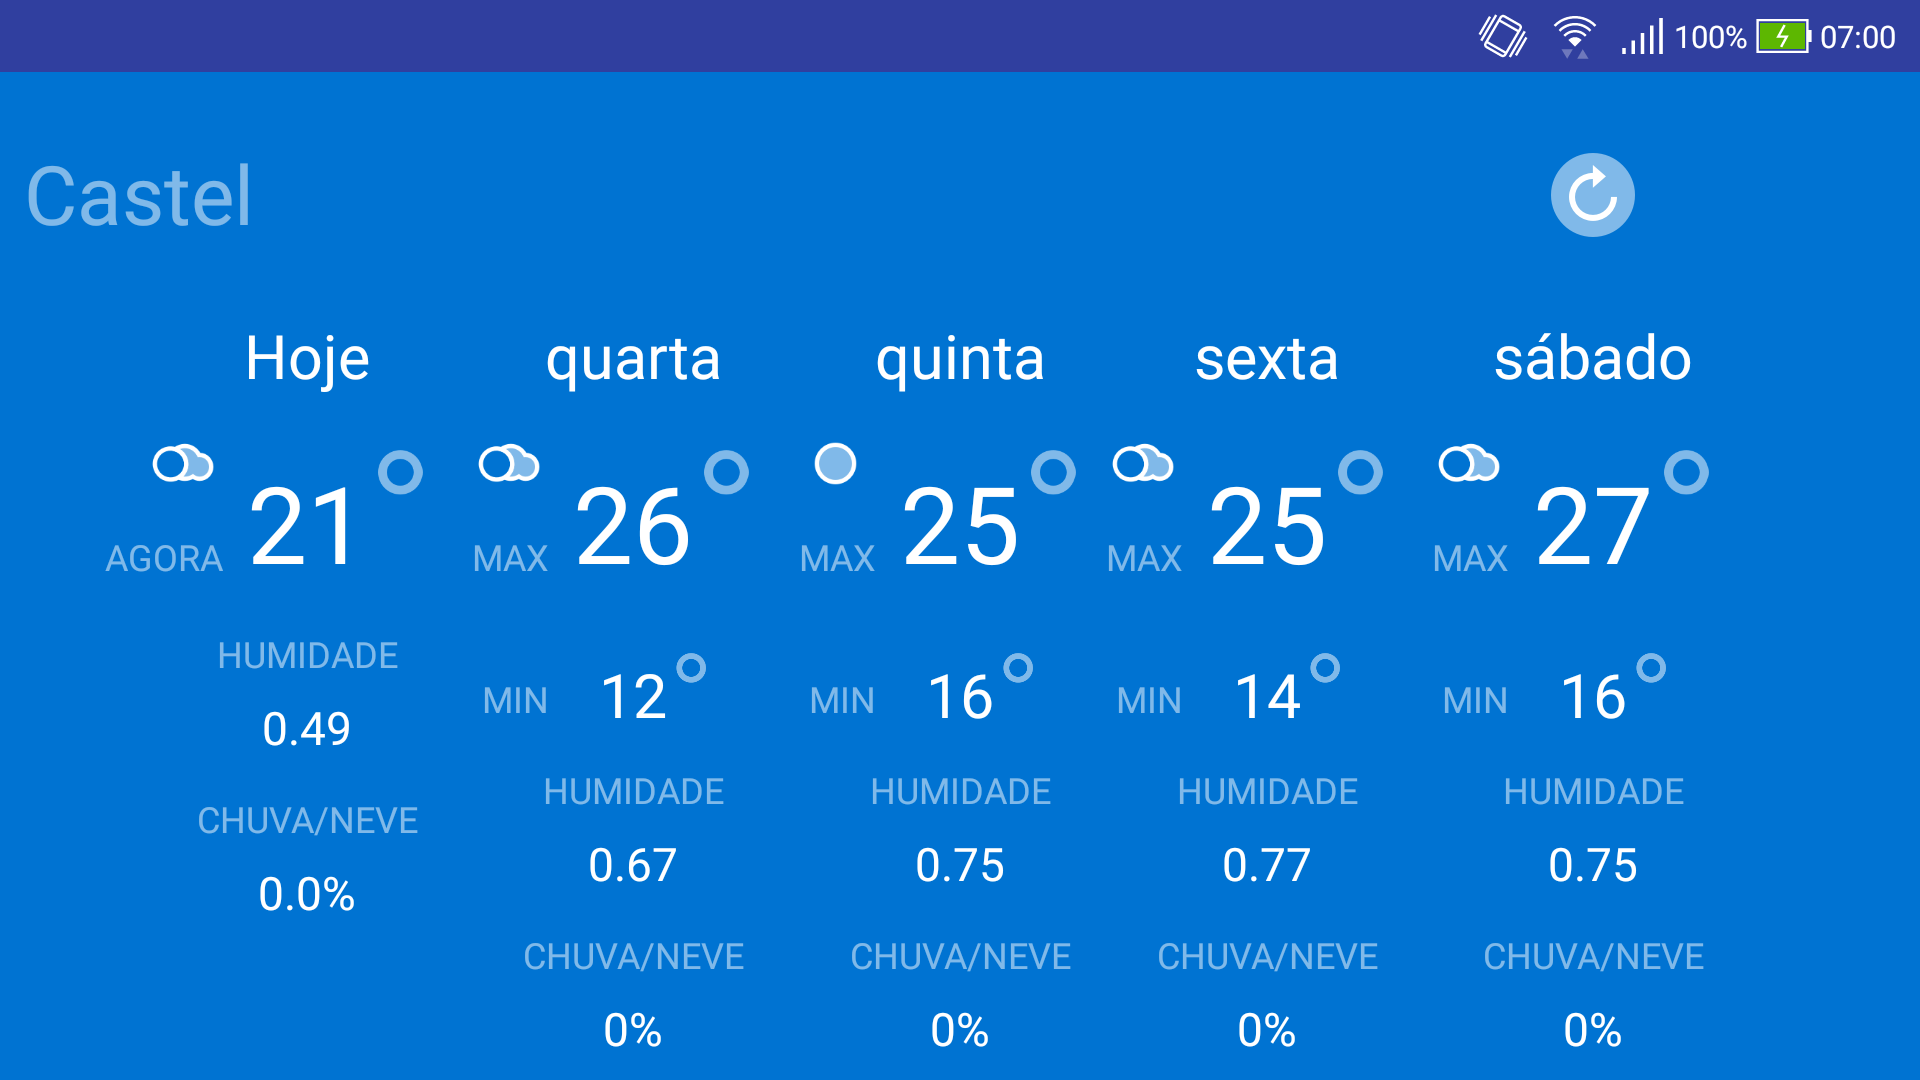 100% 07:00
Castel
Hoje quarta quinta sexta sábado
AGORA 21 MAX 26 MAX 25 MAX 25 MAX 27
HUMIDADE
MIN 12 MIN 16 MIN 14 MIN 16
0.49
HUMIDADE HUMIDADE HUMIDADE HUMIDADE
CHUVA/NEVE
0.67 0.75 0.77 0.75
0.0%
CHUVA/NEVE CHUVA/NEVE CHUVA/NEVE CHUVA/NEVE
0% 0% 0% 0%